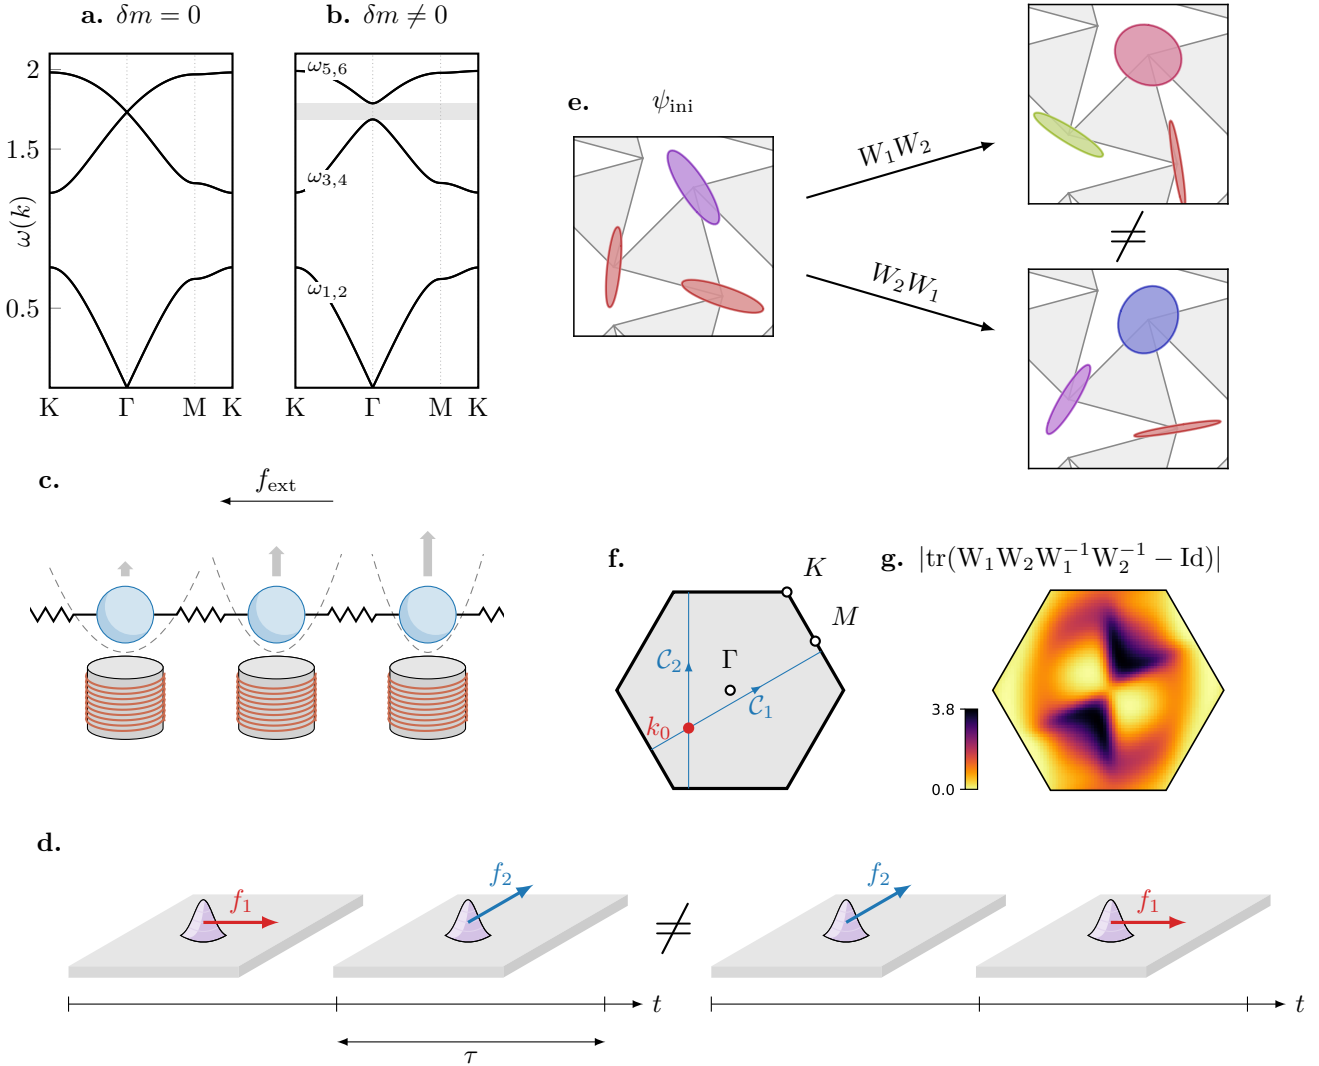 a. δm = 0
b. δm ≠ 0
ω(k)
2
1.5
0.5
K Γ M K
ω5,6
ω3,4
ω1,2
K Γ M K
c.
fext
e.
ψini
W1W2
W2W1
≠
f.
K
M
Γ
C2
C1
k0
g. |tr(W1W2W1^−1W2^−1 − Id)|
3.8
0.0
d.
f1
f2
≠
f2
f1
t
t
τ